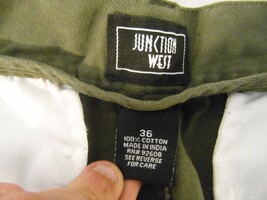 JUNCTION
WEST
36
100% COTTON
MADE IN INDIA
RN# 92608
SEE REVERSE
FOR CARE